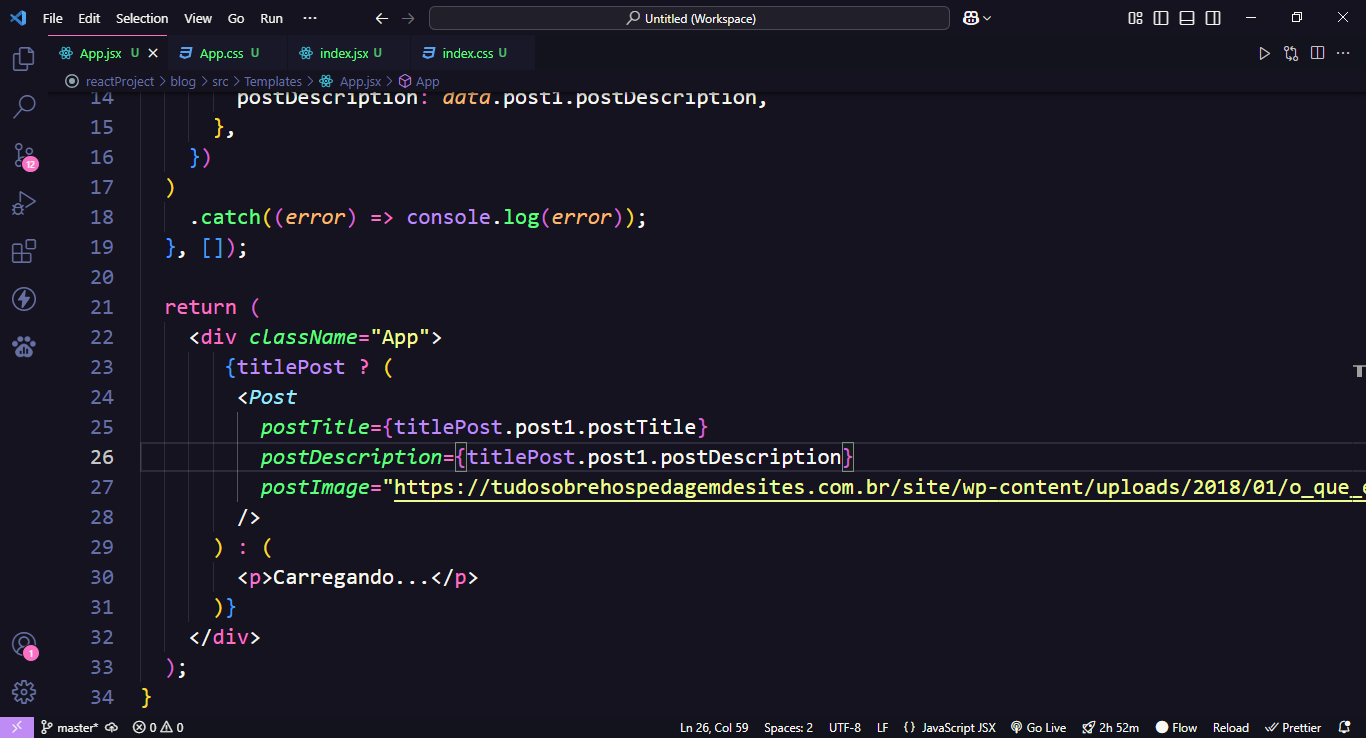 File Edit Selection View Go Run ··· Untitled (Workspace)
App.jsx U App.css U index.jsx U index.css U
reactProject > blog > src > Templates > App.jsx > App
14 postDescription: data.post1.postDescription,
15 },
16 })
17 )
18 .catch((error) => console.log(error));
19 }, []);
20
21 return (
22 <div className="App">
23 {titlePost ? (
24 <Post
25 postTitle={titlePost.post1.postTitle}
26 postDescription={titlePost.post1.postDescription}
27 postImage="https://tudosobrehospedagemdesites.com.br/site/wp-content/uploads/2018/01/o_que_
28 />
29 ) : (
30 <p>Carregando...</p>
31 )}
32 </div>
33 );
34 }
12
1
master* 0 0 Ln 26, Col 59 Spaces: 2 UTF-8 LF {} JavaScript JSX Go Live 2h 52m Flow Reload Prettier